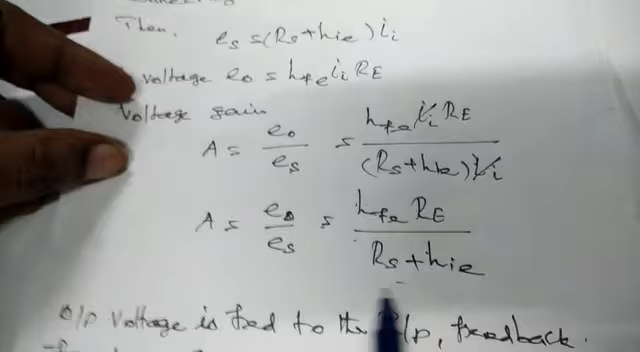 Then, es = (Rs+hie) ii
voltage eo = hfe ii RE
Voltage gain
A = eo/es = hfe ii RE / (Rs+hie) ii
A = eo/es = hfe RE / Rs+hie
O/P voltage is feed to the I/p, feedback.